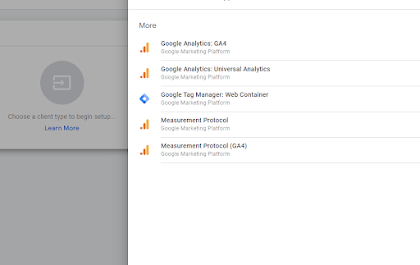 More
Google Analytics: GA4
Google Marketing Platform
Google Analytics: Universal Analytics
Google Marketing Platform
Google Tag Manager: Web Container
Google Marketing Platform
Measurement Protocol
Google Marketing Platform
Measurement Protocol (GA4)
Google Marketing Platform
Choose a client type to begin setup...
Learn More